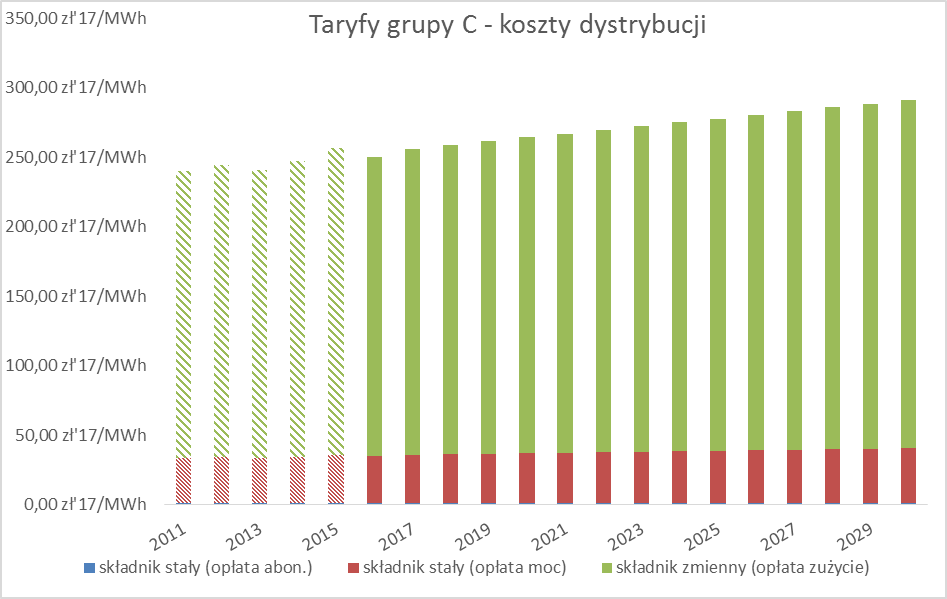 Taryfy grupy C - koszty dystrybucji
350,00 zł'17/MWh
300,00 zł'17/MWh
250,00 zł'17/MWh
200,00 zł'17/MWh
150,00 zł'17/MWh
100,00 zł'17/MWh
50,00 zł'17/MWh
0,00 zł'17/MWh
2011 2013 2015 2017 2019 2021 2023 2025 2027 2029
składnik stały (opłata abon.) składnik stały (opłata moc) składnik zmienny (opłata zużycie)